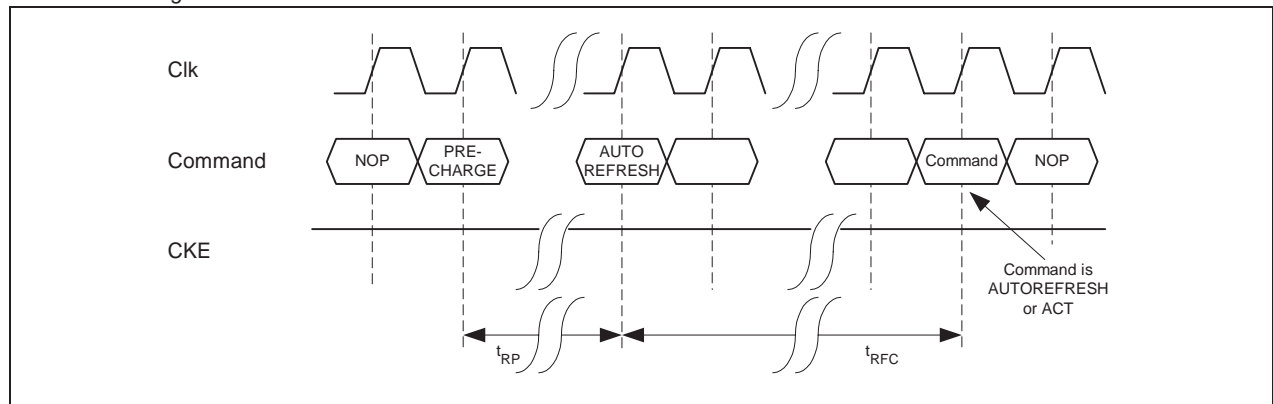 Clk
Command
NOP
PRE-
CHARGE
AUTO
REFRESH
Command
NOP
CKE
Command is
AUTOREFRESH
or ACT
tRP
tRFC